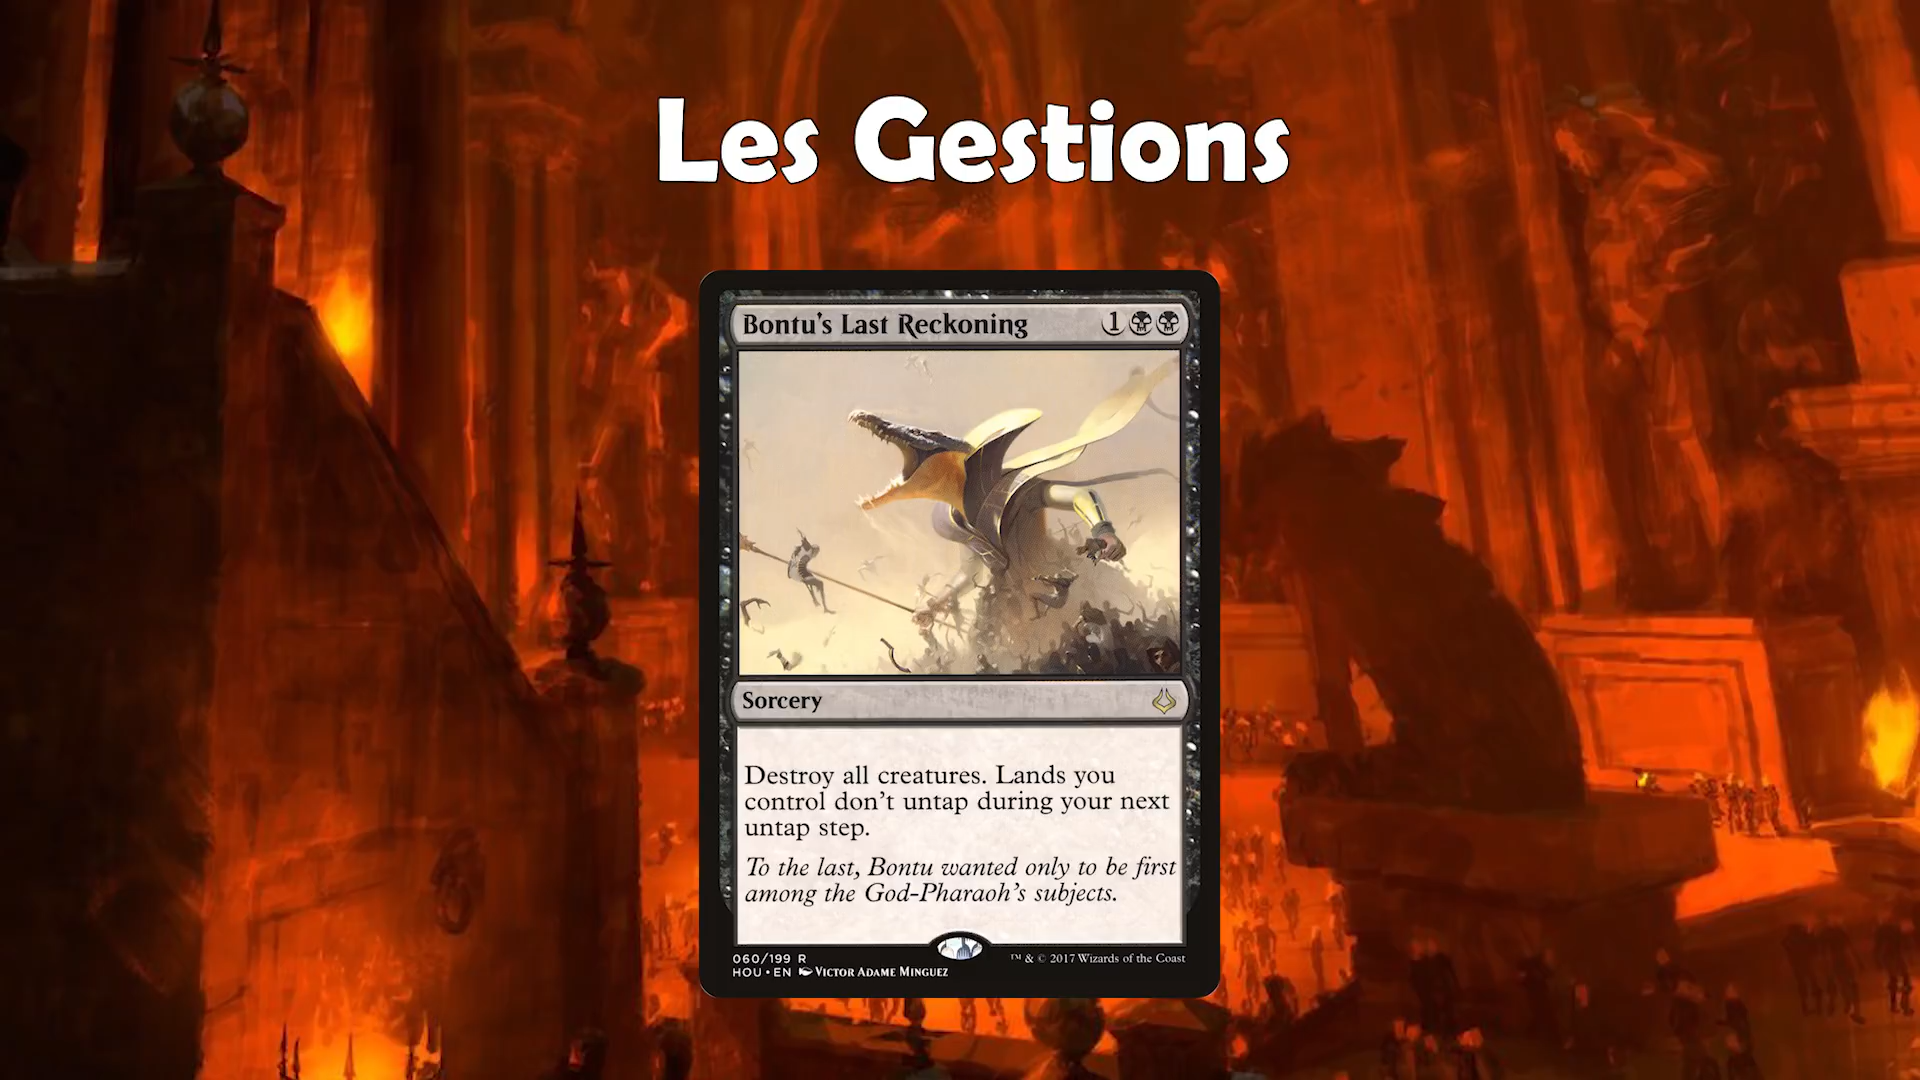 Les Gestions
Bontu's Last Reckoning 1
Sorcery
Destroy all creatures. Lands you
control don't untap during your next
untap step.
To the last, Bontu wanted only to be first
among the God-Pharaoh's subjects.
060/199 R
HOU • EN VICTOR ADAME MINGUEZ
™ & © 2017 Wizards of the Coast